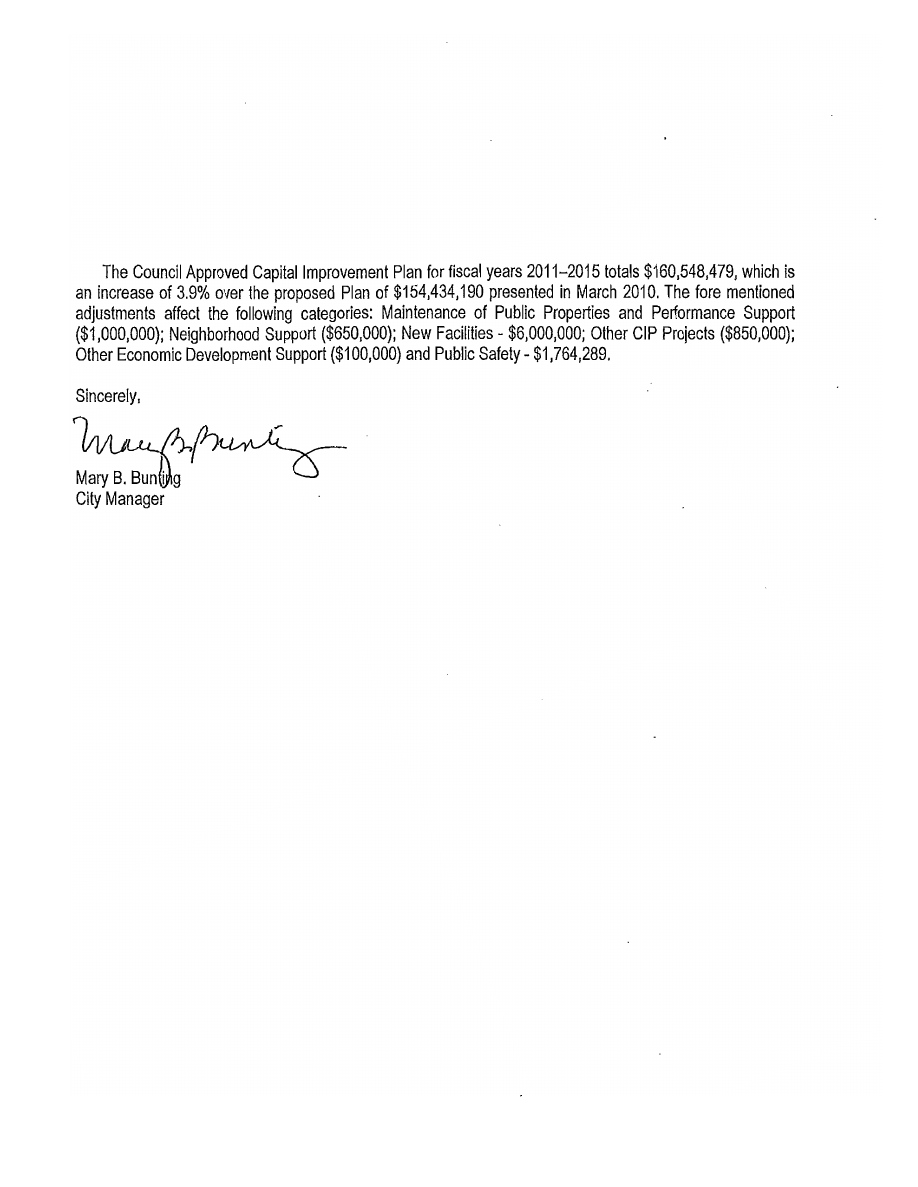 The Council Approved Capital Improvement Plan for fiscal years 2011–2015 totals $160,548,479, which is
an increase of 3.9% over the proposed Plan of $154,434,190 presented in March 2010. The fore mentioned
adjustments affect the following categories: Maintenance of Public Properties and Performance Support
($1,000,000); Neighborhood Support ($650,000); New Facilities - $6,000,000; Other CIP Projects ($850,000);
Other Economic Development Support ($100,000) and Public Safety - $1,764,289.
Sincerely,
Mary B. Bunting
Mary B. Bunting
City Manager